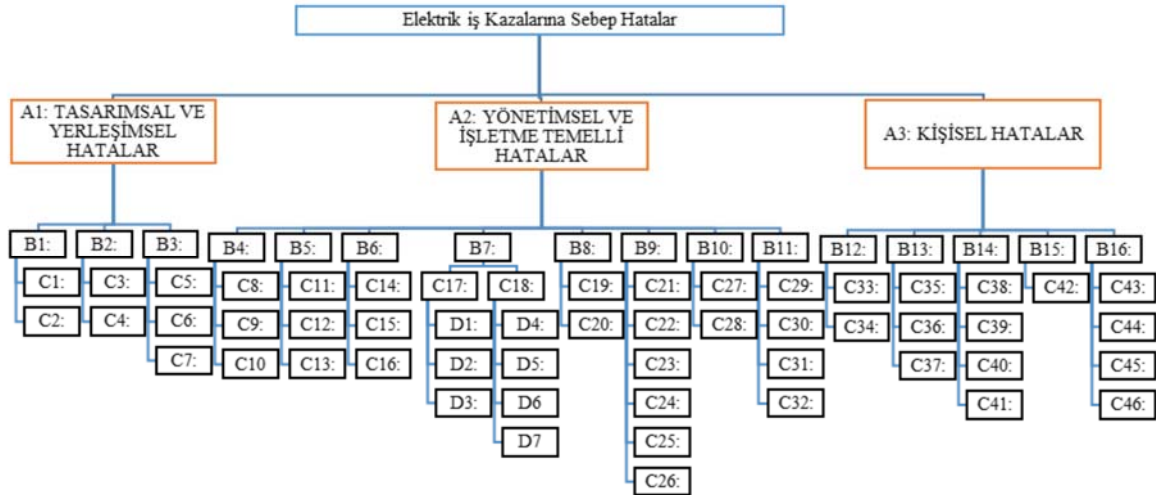 Elektrik iş Kazalarına Sebep Hatalar
A1: TASARIMSAL VE
YERLEŞİMSEL
HATALAR
A2: YÖNETİMSEL VE
İŞLETME TEMELLİ
HATALAR
A3: KİŞİSEL HATALAR
B1:
B2:
B3:
B4:
B5:
B6:
B7:
B8:
B9:
B10:
B11:
B12:
B13:
B14:
B15:
B16:
C1:
C3:
C5:
C8:
C11:
C14:
C17:
C18:
C19:
C21:
C27:
C29:
C33:
C35:
C38:
C42:
C43:
C2:
C4:
C6:
C9:
C12:
C15:
D1:
D4:
C20:
C22:
C28:
C30:
C34:
C36:
C39:
C44:
C7:
C10
C13:
C16:
D2:
D5:
C23:
C31:
C37:
C40:
C45:
D3:
D6
C24:
C32:
C41:
C46:
D7
C25:
C26: